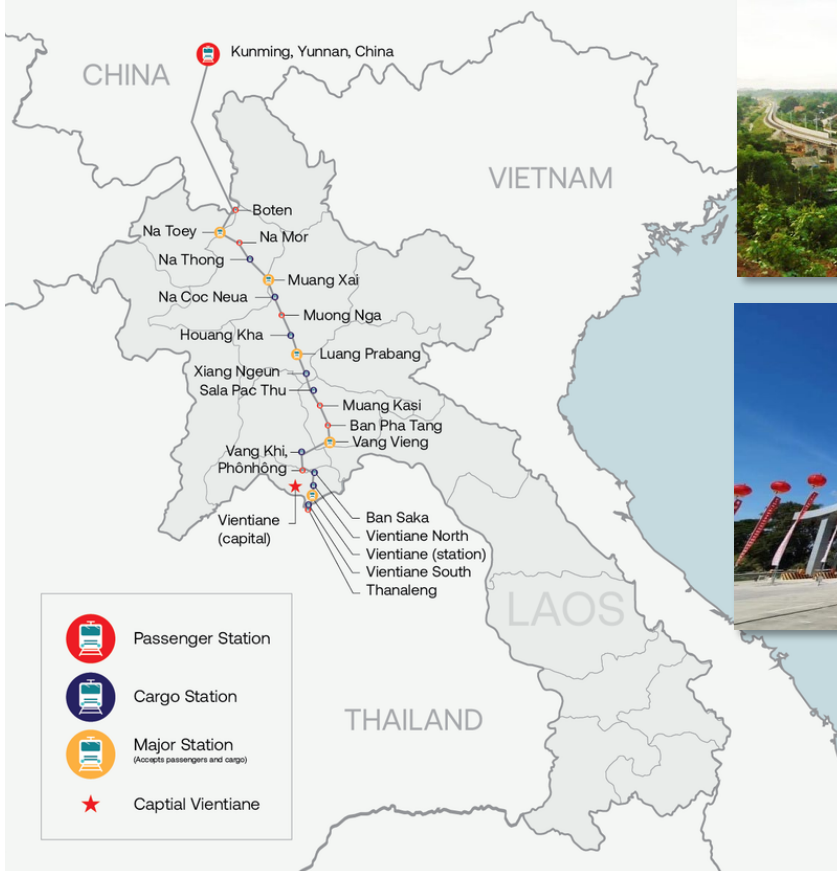 Kunming, Yunnan, China
CHINA
VIETNAM
Boten
Na Toey
Na Mor
Na Thong
Muang Xai
Na Coc Neua
Muong Nga
Houang Kha
Luang Prabang
Xiang Ngeun
Sala Pac Thu
Muang Kasi
Ban Pha Tang
Vang Vieng
Vang Khi,
Phônhông
Vientiane
(capital)
Ban Saka
Vientiane North
Vientiane (station)
Vientiane South
Thanaleng
LAOS
THAILAND
Passenger Station
Cargo Station
Major Station
(Accepts passengers and cargo)
Captial Vientiane